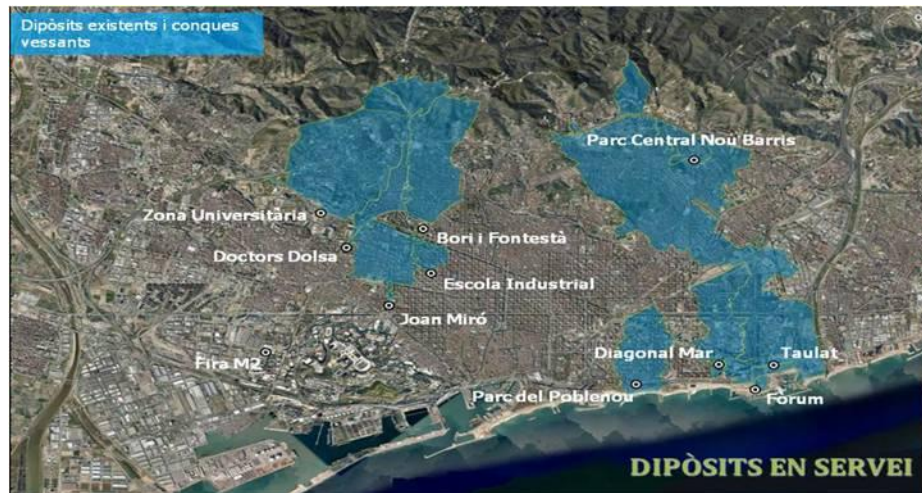 Dipòsits existents i conques
vessants
Parc Central Nou Barris
Zona Universitària
Bori i Fontestà
Doctors Dolsa
Escola Industrial
Joan Miró
Fira M2
Diagonal Mar
Taulat
Parc del Poblenou
Fòrum
DIPÒSITS EN SERVEI